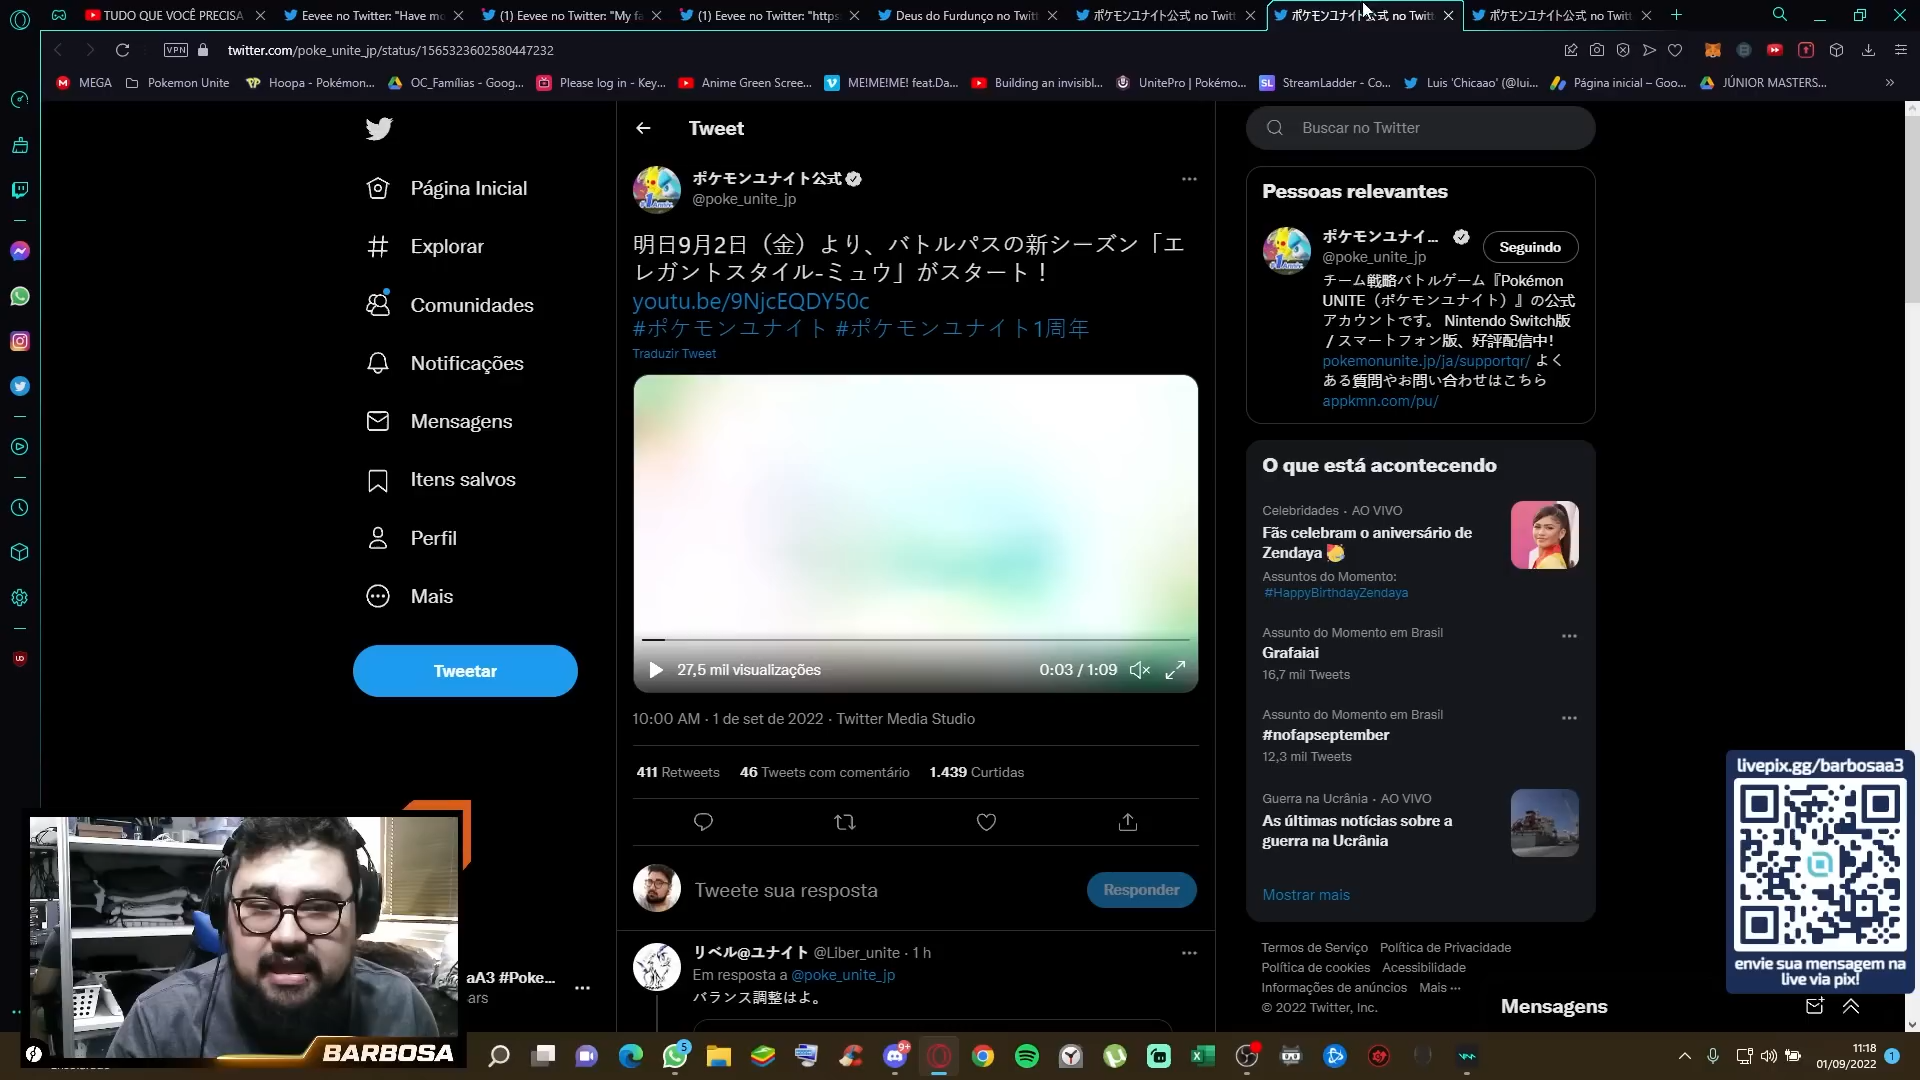 TUDO QUE VOCÊ PRECISA
Eevee no Twitter: "Have mo
(1) Eevee no Twitter: "My fa
(1) Eevee no Twitter: "https
Deus do Furdunço no Twitt
ポケモンユナイト公式 no Twitt
ポケモンユナイト公式 no Twitt
ポケモンユナイト公式 no Twitt
VPN
twitter.com/poke_unite_jp/status/1565323602580447232
MEGA
Pokemon Unite
Hoopa - Pokémon...
OC_Famílias - Goog...
Please log in - Key...
Anime Green Scree...
ME!ME!ME! feat.Da...
Building an invisibl...
UnitePro | Pokémo...
StreamLadder - Co...
Luis 'Chicaao' (@lui...
Página inicial – Goo...
JÚNIOR MASTERS...
Página Inicial
Explorar
Comunidades
Notificações
Mensagens
Itens salvos
Perfil
Mais
Tweetar
Tweet
ポケモンユナイト公式
@poke_unite_jp
明日9月2日（金）より、バトルパスの新シーズン「エ
レガントスタイル-ミュウ」がスタート！
youtu.be/9NjcEQDY50c
#ポケモンユナイト #ポケモンユナイト1周年
Traduzir Tweet
27,5 mil visualizações
0:03 / 1:09
10:00 AM · 1 de set de 2022 · Twitter Media Studio
411 Retweets 46 Tweets com comentário 1.439 Curtidas
Tweete sua resposta
Responder
リベル@ユナイト @Liber_unite · 1 h
Em resposta a @poke_unite_jp
バランス調整はよ。
Buscar no Twitter
Pessoas relevantes
ポケモンユナイ...
@poke_unite_jp
Seguindo
チーム戦略バトルゲーム『Pokémon
UNITE（ポケモンユナイト）』の公式
アカウントです。 Nintendo Switch版
/ スマートフォン版、好評配信中！
pokemonunite.jp/ja/supportqr/ よく
ある質問やお問い合わせはこちら
appkmn.com/pu/
O que está acontecendo
Celebridades · AO VIVO
Fãs celebram o aniversário de
Zendaya
Assuntos do Momento:
#HappyBirthdayZendaya
Assunto do Momento em Brasil
Grafaiai
16,7 mil Tweets
Assunto do Momento em Brasil
#nofapseptember
12,3 mil Tweets
Guerra na Ucrânia · AO VIVO
As últimas notícias sobre a
guerra na Ucrânia
Mostrar mais
Termos de Serviço Política de Privacidade
Política de cookies Acessibilidade
Informações de anúncios Mais ···
© 2022 Twitter, Inc.
Mensagens
livepix.gg/barbosaa3
envie sua mensagem na
live via pix!
aA3 #Poke...
ars
BARBOSA
5
9+
11:18
01/09/2022
1